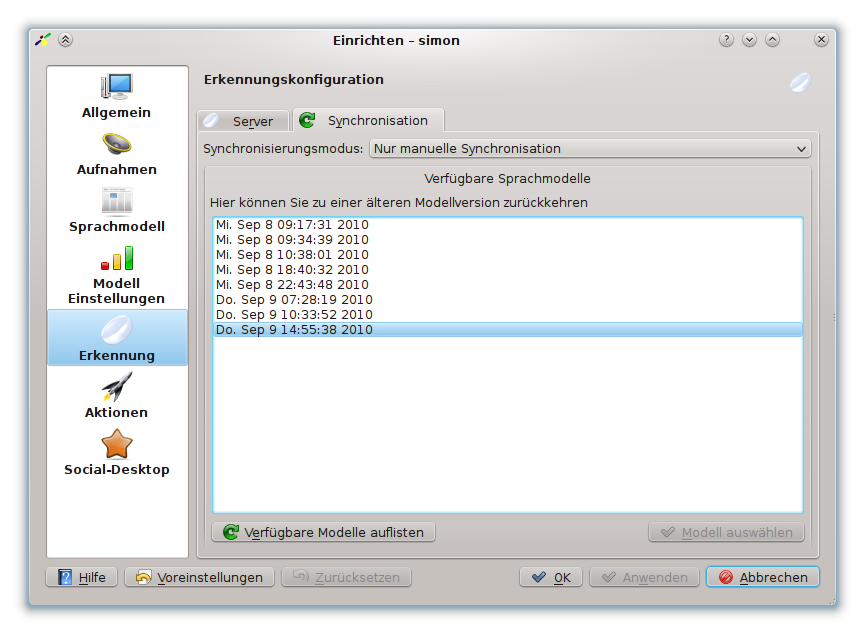 Einrichten – simon
Allgemein
Aufnahmen
Sprachmodell
Modell
Einstellungen
Erkennung
Aktionen
Social-Desktop
Erkennungskonfiguration
Server
Synchronisation
Synchronisierungsmodus: Nur manuelle Synchronisation
Verfügbare Sprachmodelle
Hier können Sie zu einer älteren Modellversion zurückkehren
Mi. Sep 8 09:17:31 2010
Mi. Sep 8 09:34:39 2010
Mi. Sep 8 10:38:01 2010
Mi. Sep 8 18:40:32 2010
Mi. Sep 8 22:43:48 2010
Do. Sep 9 07:28:19 2010
Do. Sep 9 10:33:52 2010
Do. Sep 9 14:55:38 2010
Verfügbare Modelle auflisten
Modell auswählen
Hilfe
Voreinstellungen
Zurücksetzen
OK
Anwenden
Abbrechen